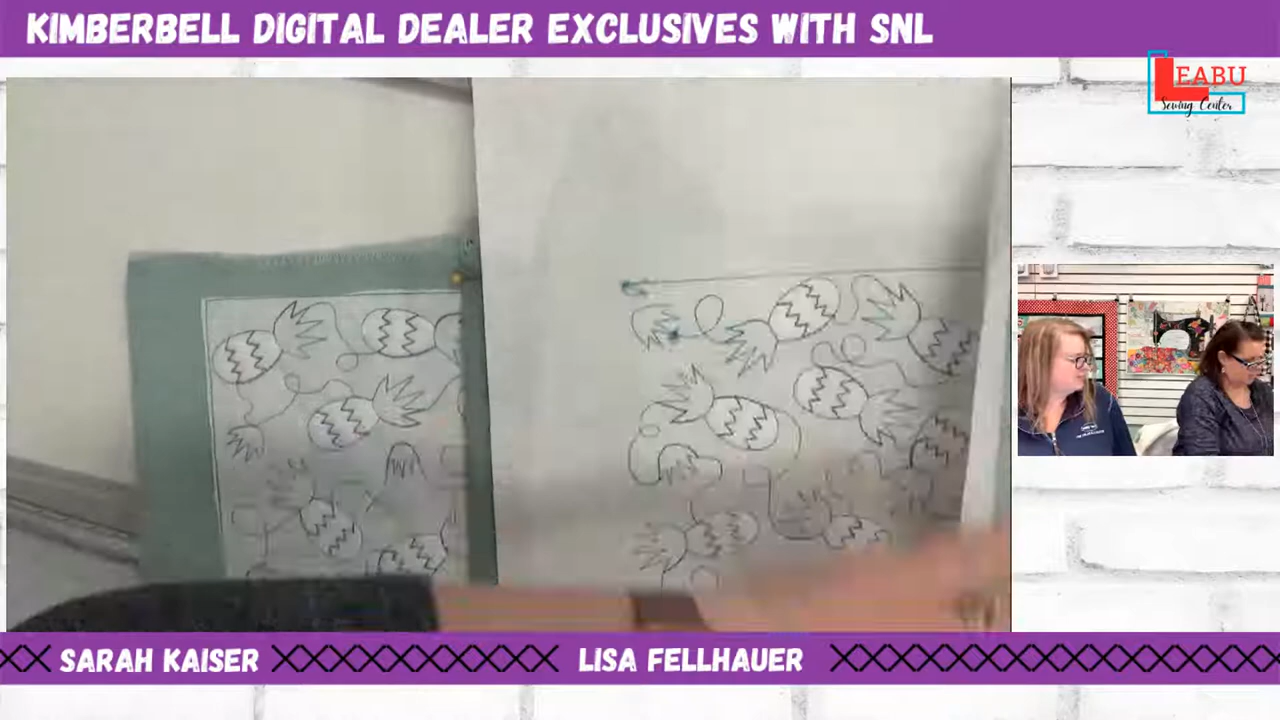 KIMBERBELL DIGITAL DEALER EXCLUSIVES WITH SNL
LEABU
Sewing Center
SARAH KAISER
LISA FELLHAUER